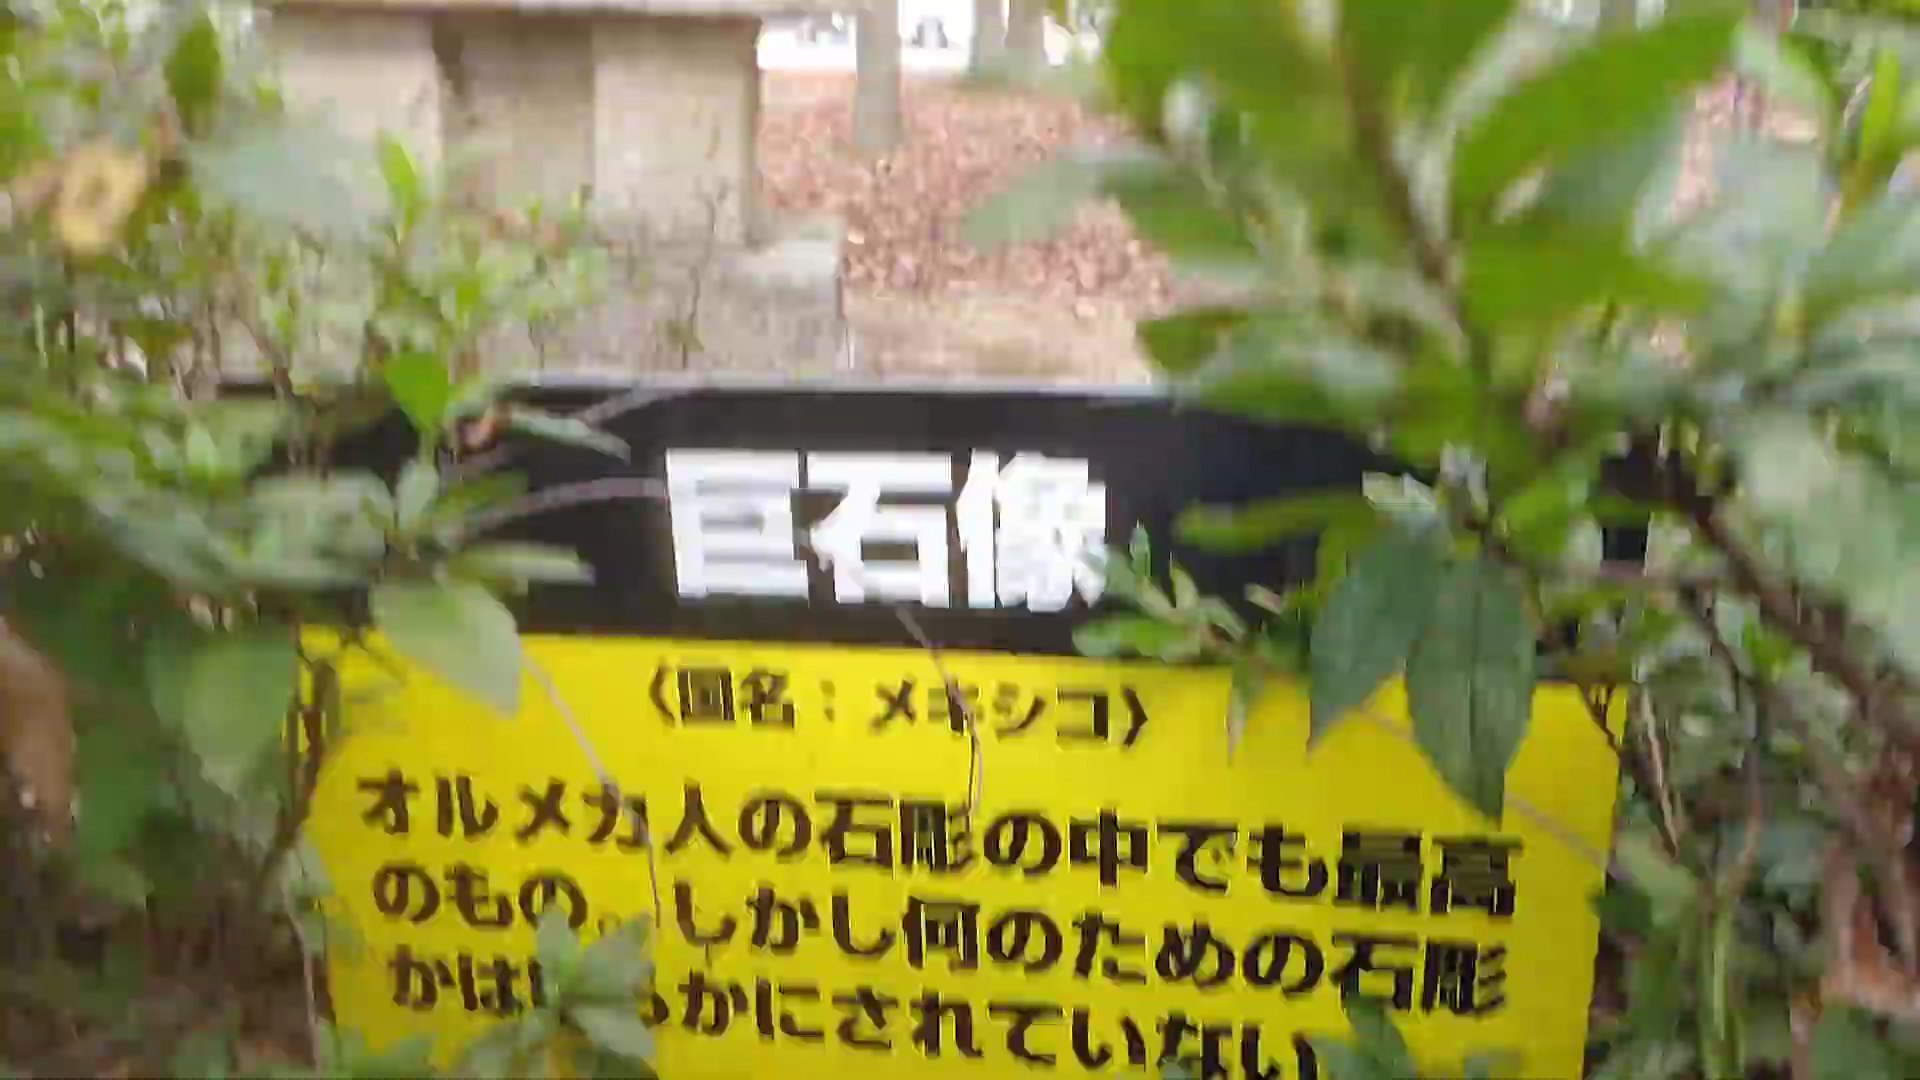 巨石像
〈国名：メキシコ〉
オルメカ人の石彫の中でも最高
のもの。しかし何のための石彫
かは らかにされていない